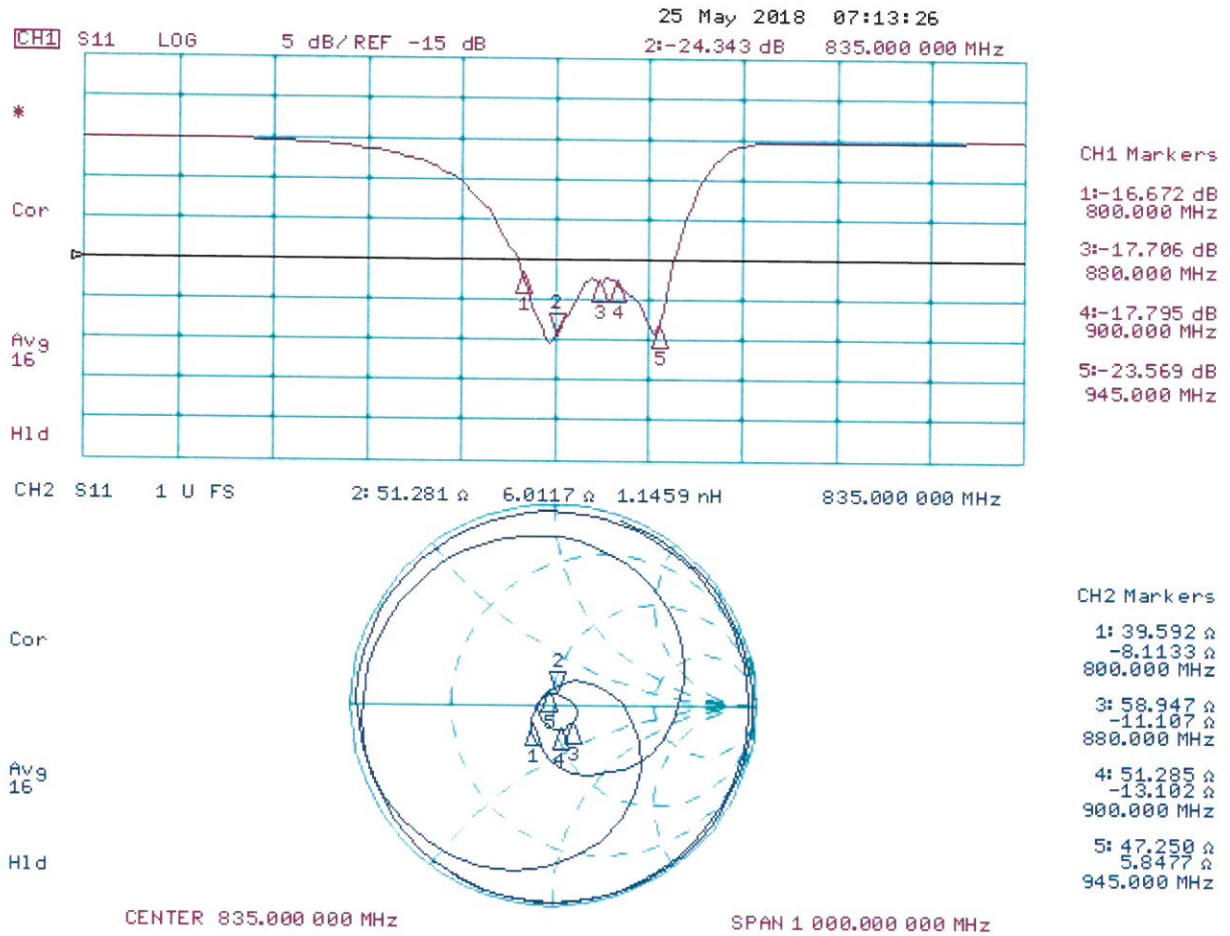 25 May 2018 07:13:26
CH1 S11 LOG 5 dB/REF -15 dB 2:-24.343 dB 835.000 000 MHz
*
CH1 Markers
1:-16.672 dB
800.000 MHz
Cor
3:-17.706 dB
880.000 MHz
1
2
3
4
5
4:-17.795 dB
900.000 MHz
Avg
16
5:-23.569 dB
945.000 MHz
Hld
CH2 S11 1 U FS 2: 51.281 Ω 6.0117 Ω 1.1459 nH 835.000 000 MHz
CH2 Markers
1: 39.592 Ω
-8.1133 Ω
800.000 MHz
Cor
2
5
1
4
3
3: 58.947 Ω
-11.107 Ω
880.000 MHz
Avg
16
4: 51.285 Ω
-13.102 Ω
900.000 MHz
Hld
5: 47.250 Ω
5.8477 Ω
945.000 MHz
CENTER 835.000 000 MHz SPAN 1 000.000 000 MHz